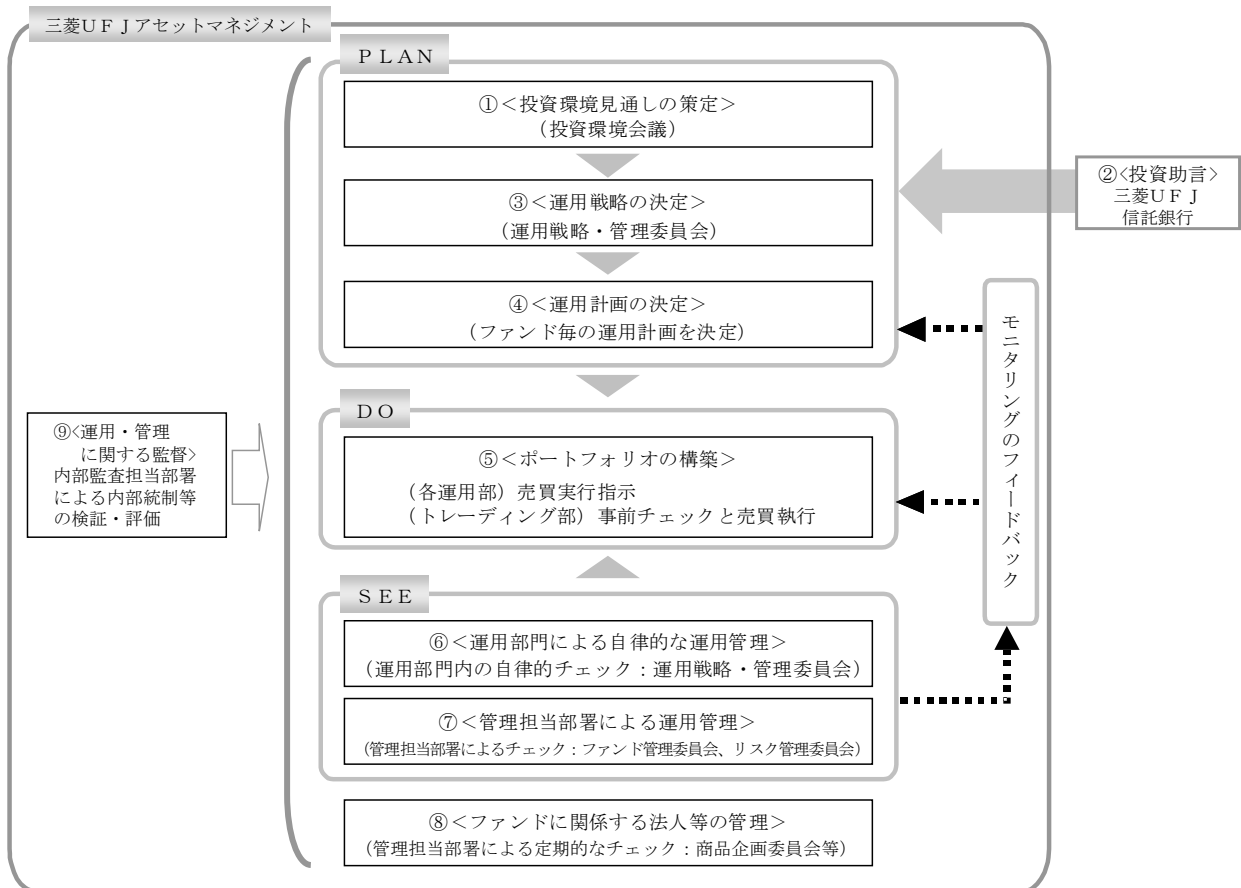 三菱ＵＦＪアセットマネジメント
ＰＬＡＮ
①＜投資環境見通しの策定＞
（投資環境会議）
②＜投資助言＞
三菱ＵＦＪ
信託銀行
③＜運用戦略の決定＞
（運用戦略・管理委員会）
④＜運用計画の決定＞
（ファンド毎の運用計画を決定）
モニタリングのフィードバック
ＤＯ
⑤＜ポートフォリオの構築＞
（各運用部）売買実行指示
（トレーディング部）事前チェックと売買執行
⑨＜運用・管理
に関する監督＞
内部監査担当部署
による内部統制等
の検証・評価
ＳＥＥ
⑥＜運用部門による自律的な運用管理＞
（運用部門内の自律的チェック：運用戦略・管理委員会）
⑦＜管理担当部署による運用管理＞
（管理担当部署によるチェック：ファンド管理委員会、リスク管理委員会）
⑧＜ファンドに関係する法人等の管理＞
（管理担当部署による定期的なチェック：商品企画委員会等）